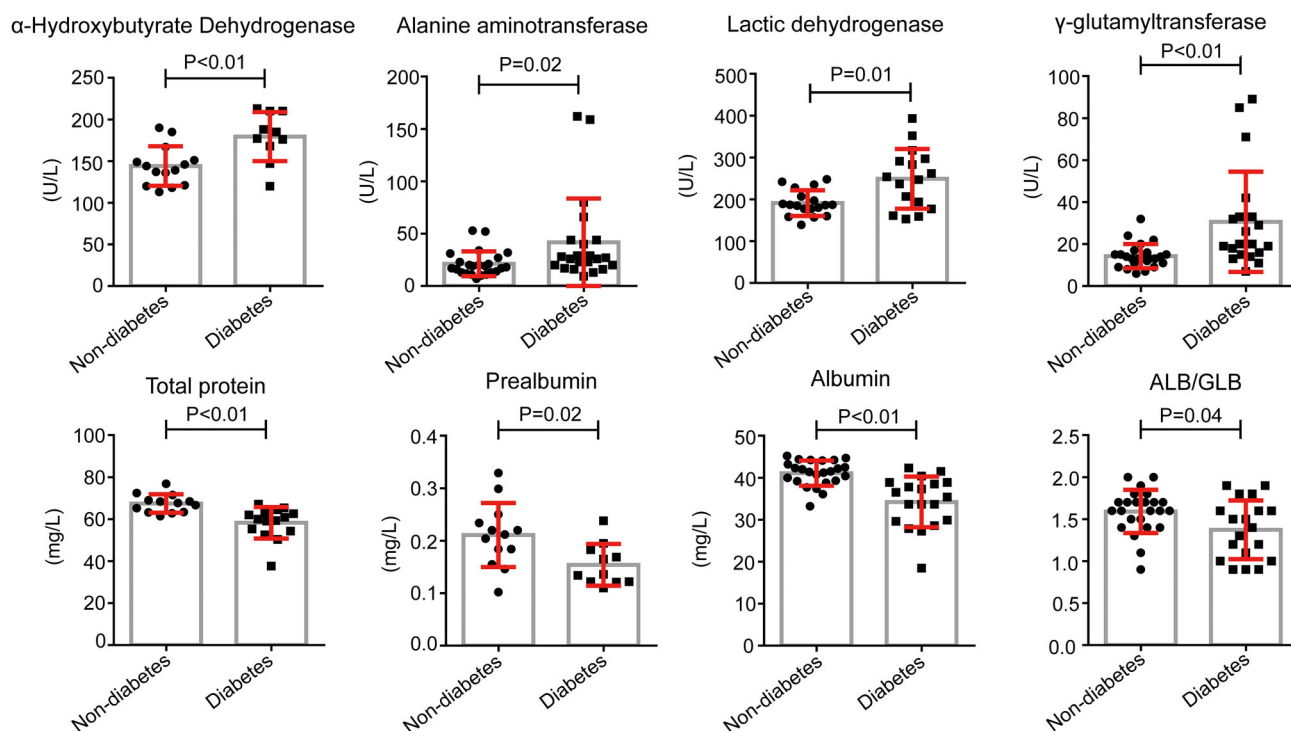 α-Hydroxybutyrate Dehydrogenase
P<0.01
250
200
150
100
50
0
(U/L)
Non-diabetes
Diabetes
Alanine aminotransferase
P=0.02
200
150
100
50
0
(U/L)
Non-diabetes
Diabetes
Lactic dehydrogenase
P=0.01
500
400
300
200
100
0
(U/L)
Non-diabetes
Diabetes
γ-glutamyltransferase
P<0.01
100
80
60
40
20
0
(U/L)
Non-diabetes
Diabetes
Total protein
P<0.01
100
80
60
40
20
0
(mg/L)
Non-diabetes
Diabetes
Prealbumin
P=0.02
0.4
0.3
0.2
0.1
0.0
(mg/L)
Non-diabetes
Diabetes
Albumin
P<0.01
50
40
30
20
10
0
(mg/L)
Non-diabetes
Diabetes
ALB/GLB
P=0.04
2.5
2.0
1.5
1.0
0.5
0.0
Non-diabetes
Diabetes